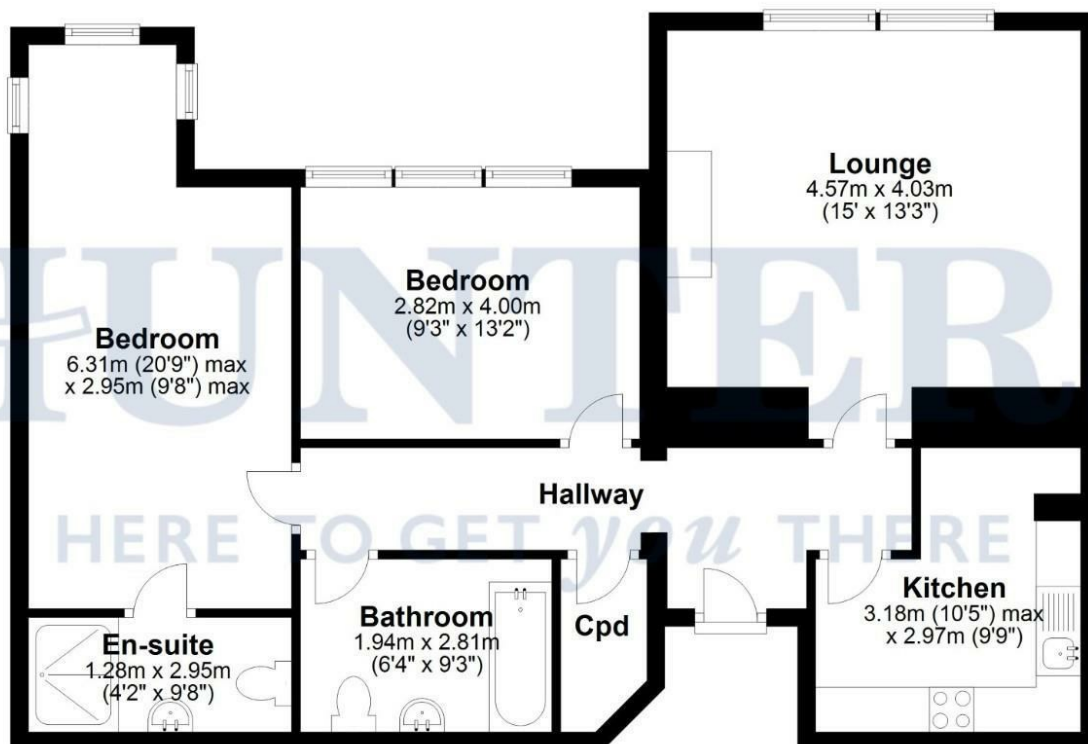 Lounge
4.57m x 4.03m
(15' x 13'3")
Bedroom
2.82m x 4.00m
(9'3" x 13'2")
Bedroom
6.31m (20'9") max
x 2.95m (9'8") max
HUNTER
Hallway
HERE TO GET you THERE
Kitchen
3.18m (10'5") max
x 2.97m (9'9")
Bathroom
1.94m x 2.81m
(6'4" x 9'3")
Cpd
En-suite
1.28m x 2.95m
(4'2" x 9'8")